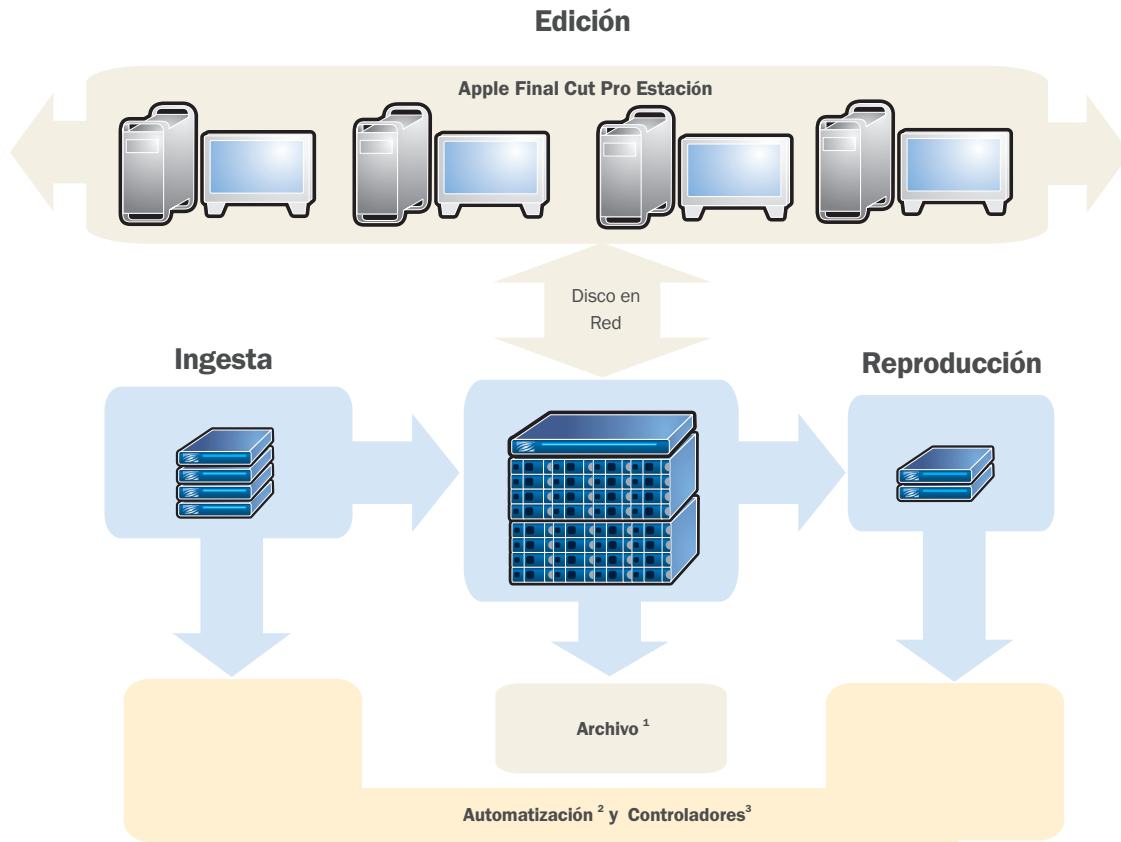 Edición
Apple Final Cut Pro Estación
Disco en
Red
Ingesta
Reproducción
Archivo ¹
Automatización ² y Controladores³